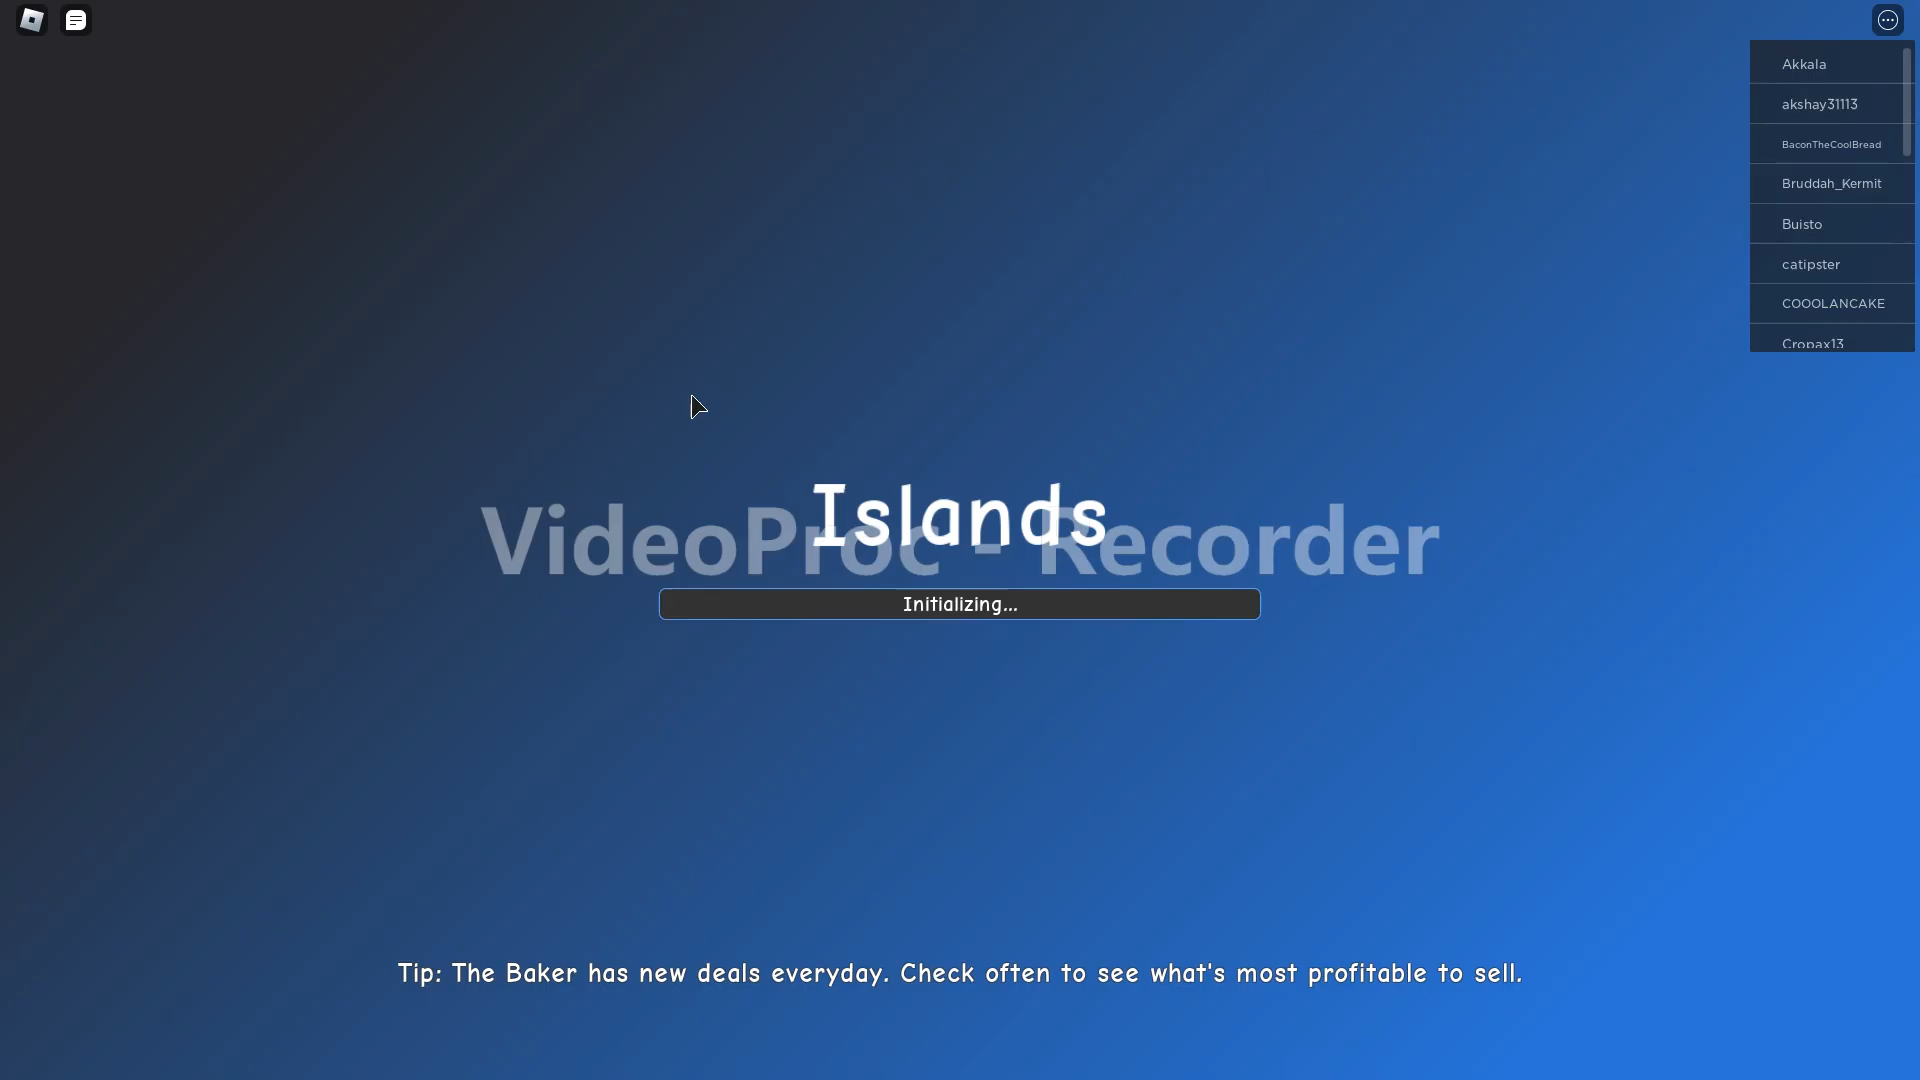 Akkala
akshay31113
BaconTheCoolBread
Bruddah_Kermit
Buisto
catipster
COOOLANCAKE
Cropax13
Islands
VideoProc - Recorder
Initializing...
Tip: The Baker has new deals everyday. Check often to see what's most profitable to sell.